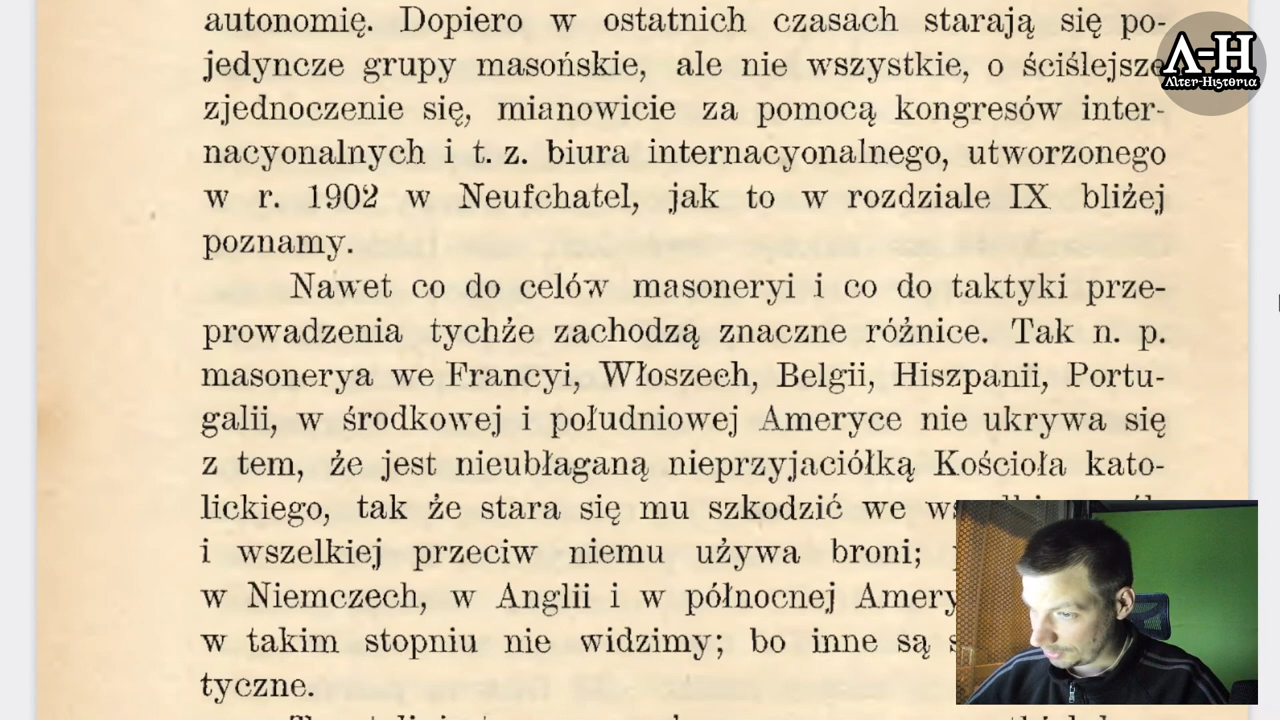 autonomię. Dopiero w ostatnich czasach starają się po-
jedyncze grupy masońskie, ale nie wszystkie, o ściślejsze
zjednoczenie się, mianowicie za pomocą kongresów inter-
nacyonalnych i t. z. biura internacyonalnego, utworzonego
w r. 1902 w Neufchatel, jak to w rozdziale IX bliżej
poznamy.
Nawet co do celów masoneryi i co do taktyki prze-
prowadzenia tychże zachodzą znaczne różnice. Tak n. p.
masonerya we Francyi, Włoszech, Belgii, Hiszpanii, Portu-
galii, w środkowej i południowej Ameryce nie ukrywa się
z tem, że jest nieubłaganą nieprzyjaciółką Kościoła kato-
lickiego, tak że stara się mu szkodzić we
i wszelkiej przeciw niemu używa broni;
w Niemczech, w Anglii i w północnej Amery
w takim stopniu nie widzimy; bo inne są
tyczne.
A-H
Alter-Historia